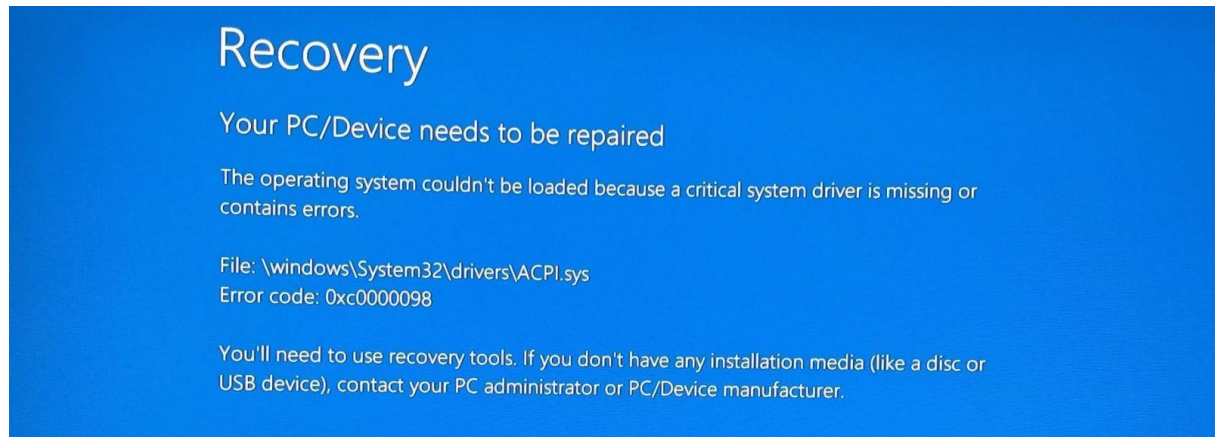 Recovery
Your PC/Device needs to be repaired
The operating system couldn't be loaded because a critical system driver is missing or
contains errors.
File: \windows\System32\drivers\ACPI.sys
Error code: 0xc0000098
You'll need to use recovery tools. If you don't have any installation media (like a disc or
USB device), contact your PC administrator or PC/Device manufacturer.